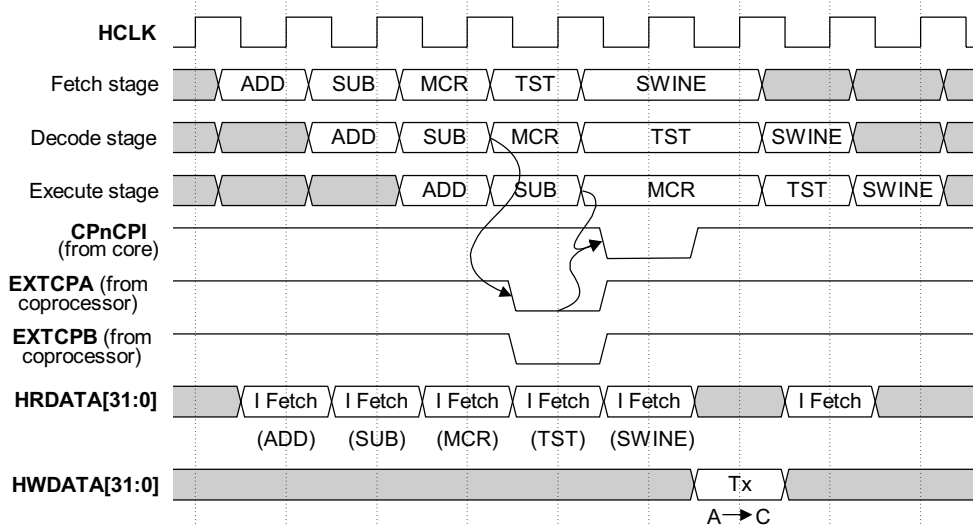 HCLK
Fetch stage ADD SUB MCR TST SWINE
Decode stage ADD SUB MCR TST SWINE
Execute stage ADD SUB MCR TST SWINE
CPnCPI
(from core)
EXTCPA (from
coprocessor)
EXTCPB (from
coprocessor)
HRDATA[31:0] I Fetch I Fetch I Fetch I Fetch I Fetch I Fetch
(ADD) (SUB) (MCR) (TST) (SWINE)
HWDATA[31:0] Tx
A C